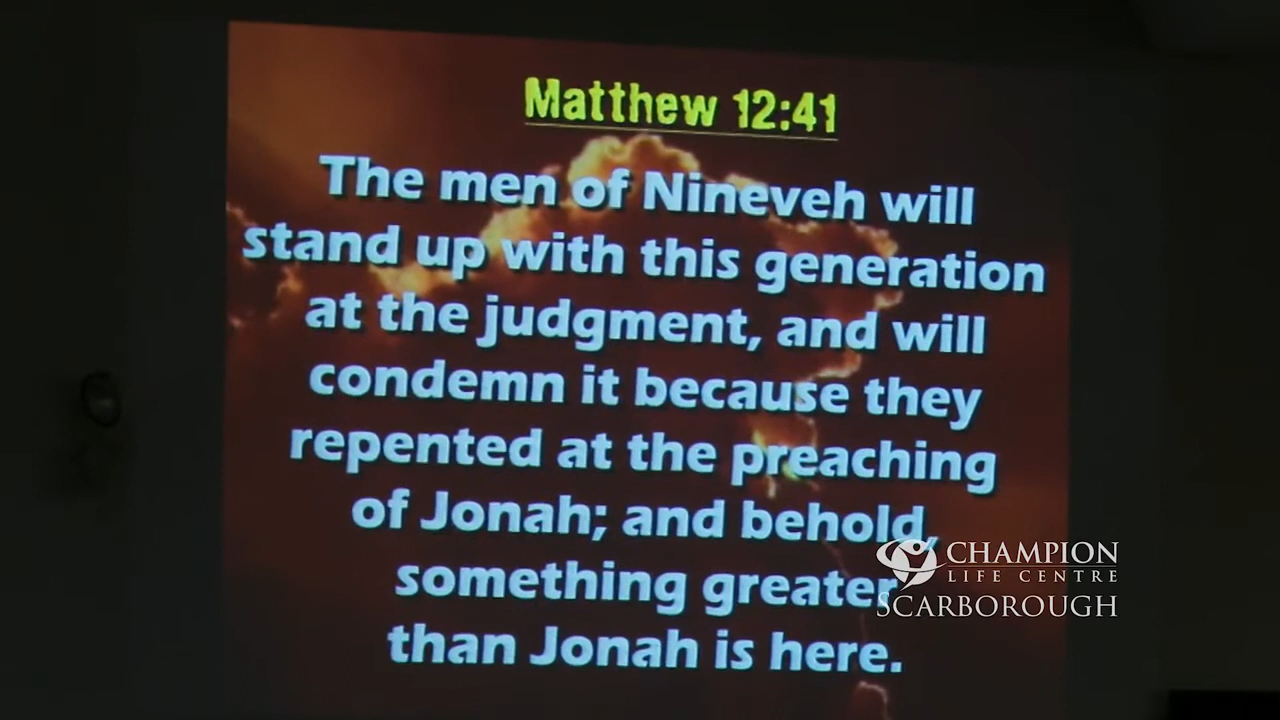 Matthew 12:41
The men of Nineveh will
stand up with this generation
at the judgment, and will
condemn it because they
repented at the preaching
of Jonah; and behold,
something greater
than Jonah is here.
CHAMPION
LIFE CENTRE
SCARBOROUGH